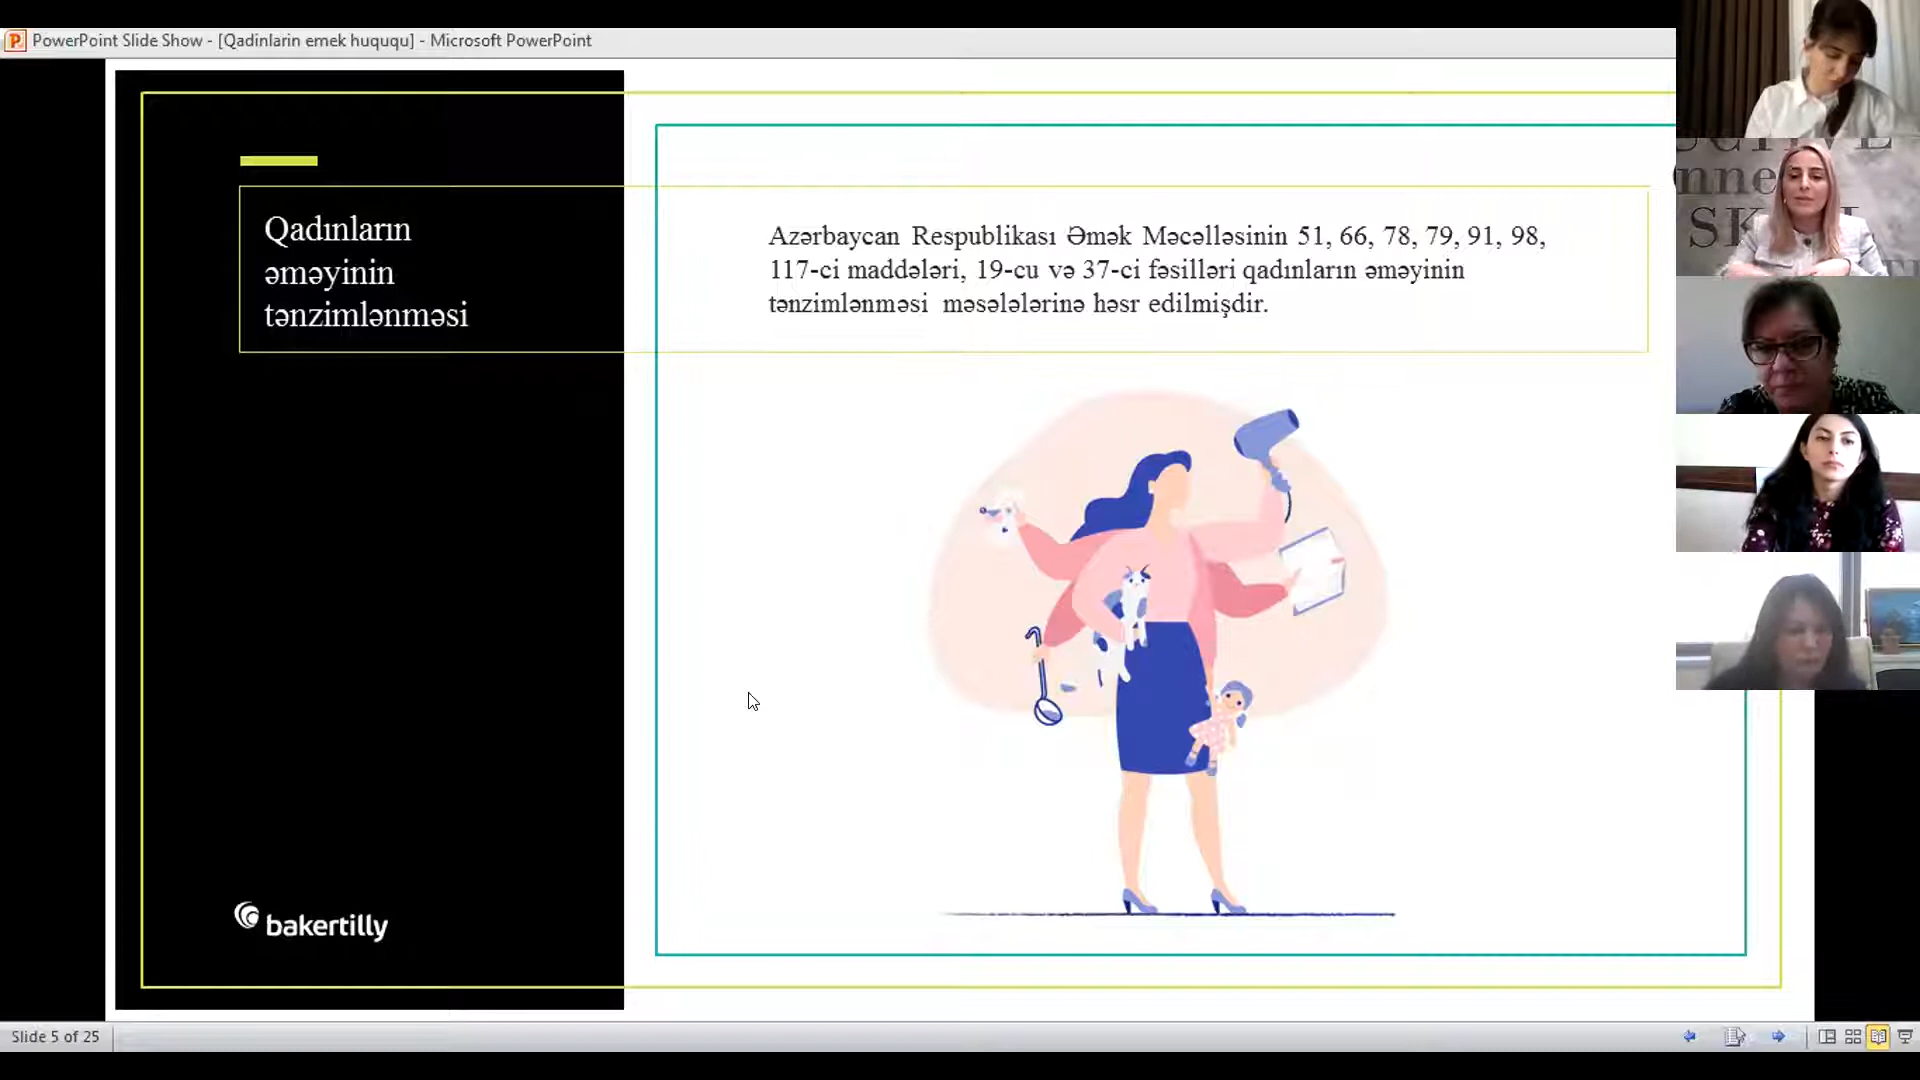 PowerPoint Slide Show - [Qadinlarin emek huququ] - Microsoft PowerPoint
Qadınların
əməyinin
tənzimlənməsi
Azərbaycan Respublikası Əmək Məcəlləsinin 51, 66, 78, 79, 91, 98,
117-ci maddələri, 19-cu və 37-ci fəsilləri qadınların əməyinin
tənzimlənməsi məsələlərinə həsr edilmişdir.
bakertilly
Slide 5 of 25